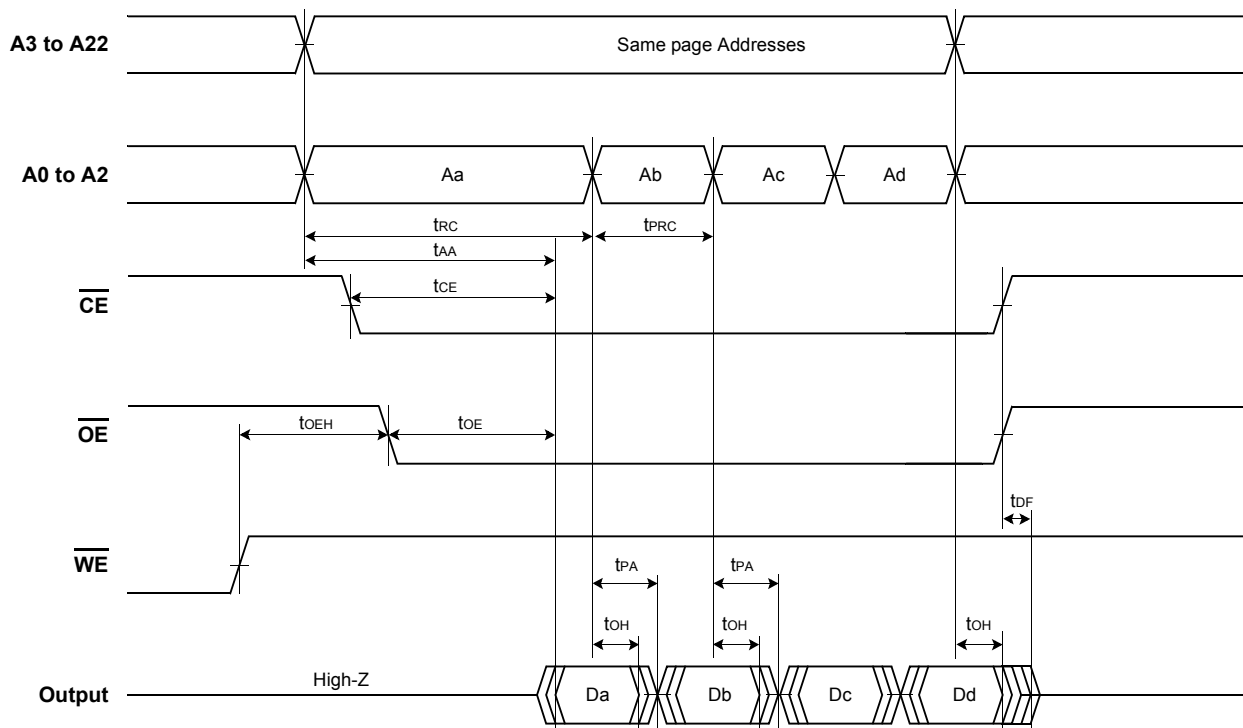 A3 to A22
Same page Addresses
A0 to A2
Aa
Ab
Ac
Ad
tRC
tPRC
tAA
CE
tCE
OE
tOEH
tOE
tDF
WE
tPA
tPA
tOH
tOH
tOH
Output
High-Z
Da
Db
Dc
Dd